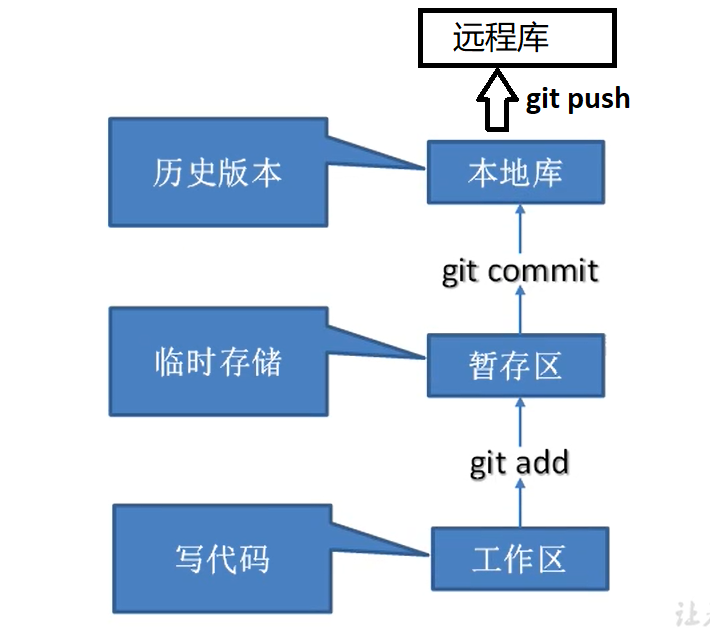 远程库
git push
历史版本
本地库
git commit
临时存储
暂存区
git add
写代码
工作区
让